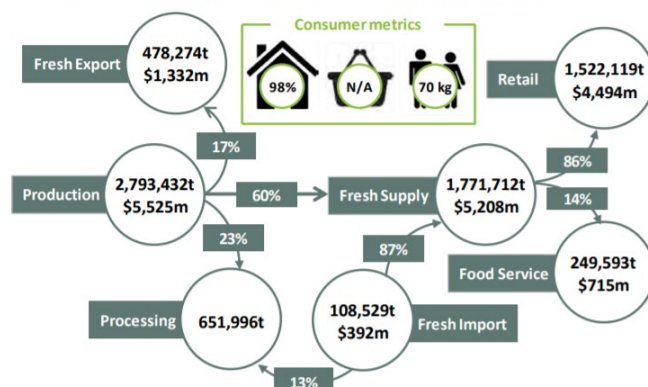 Consumer metrics
98%
N/A
70 kg
Fresh Export
478,274t
$1,332m
Retail
1,522,119t
$4,494m
17%
86%
Production
2,793,432t
$5,525m
60%
Fresh Supply
1,771,712t
$5,208m
14%
23%
87%
Food Service
249,593t
$715m
Processing
651,996t
108,529t
$392m
Fresh Import
13%